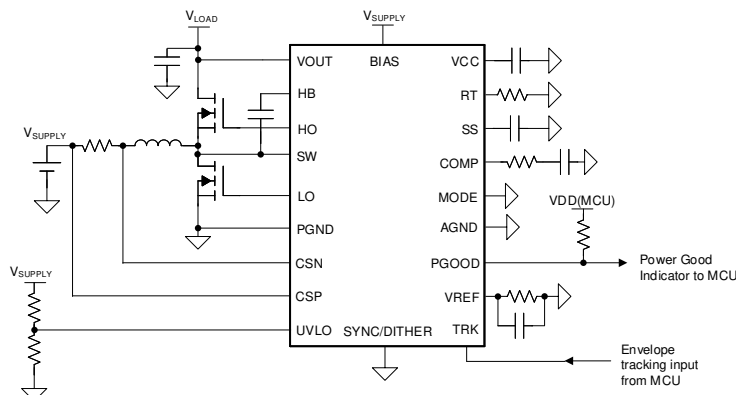 VLOAD
VSUPPLY
VOUT
BIAS
VCC
HB
RT
HO
SS
VSUPPLY
SW
COMP
LO
MODE
VDD(MCU)
PGND
AGND
CSN
PGOOD
Power Good
Indicator to MCU
VSUPPLY
CSP
VREF
UVLO
SYNC/DITHER
TRK
Envelope
tracking input
from MCU